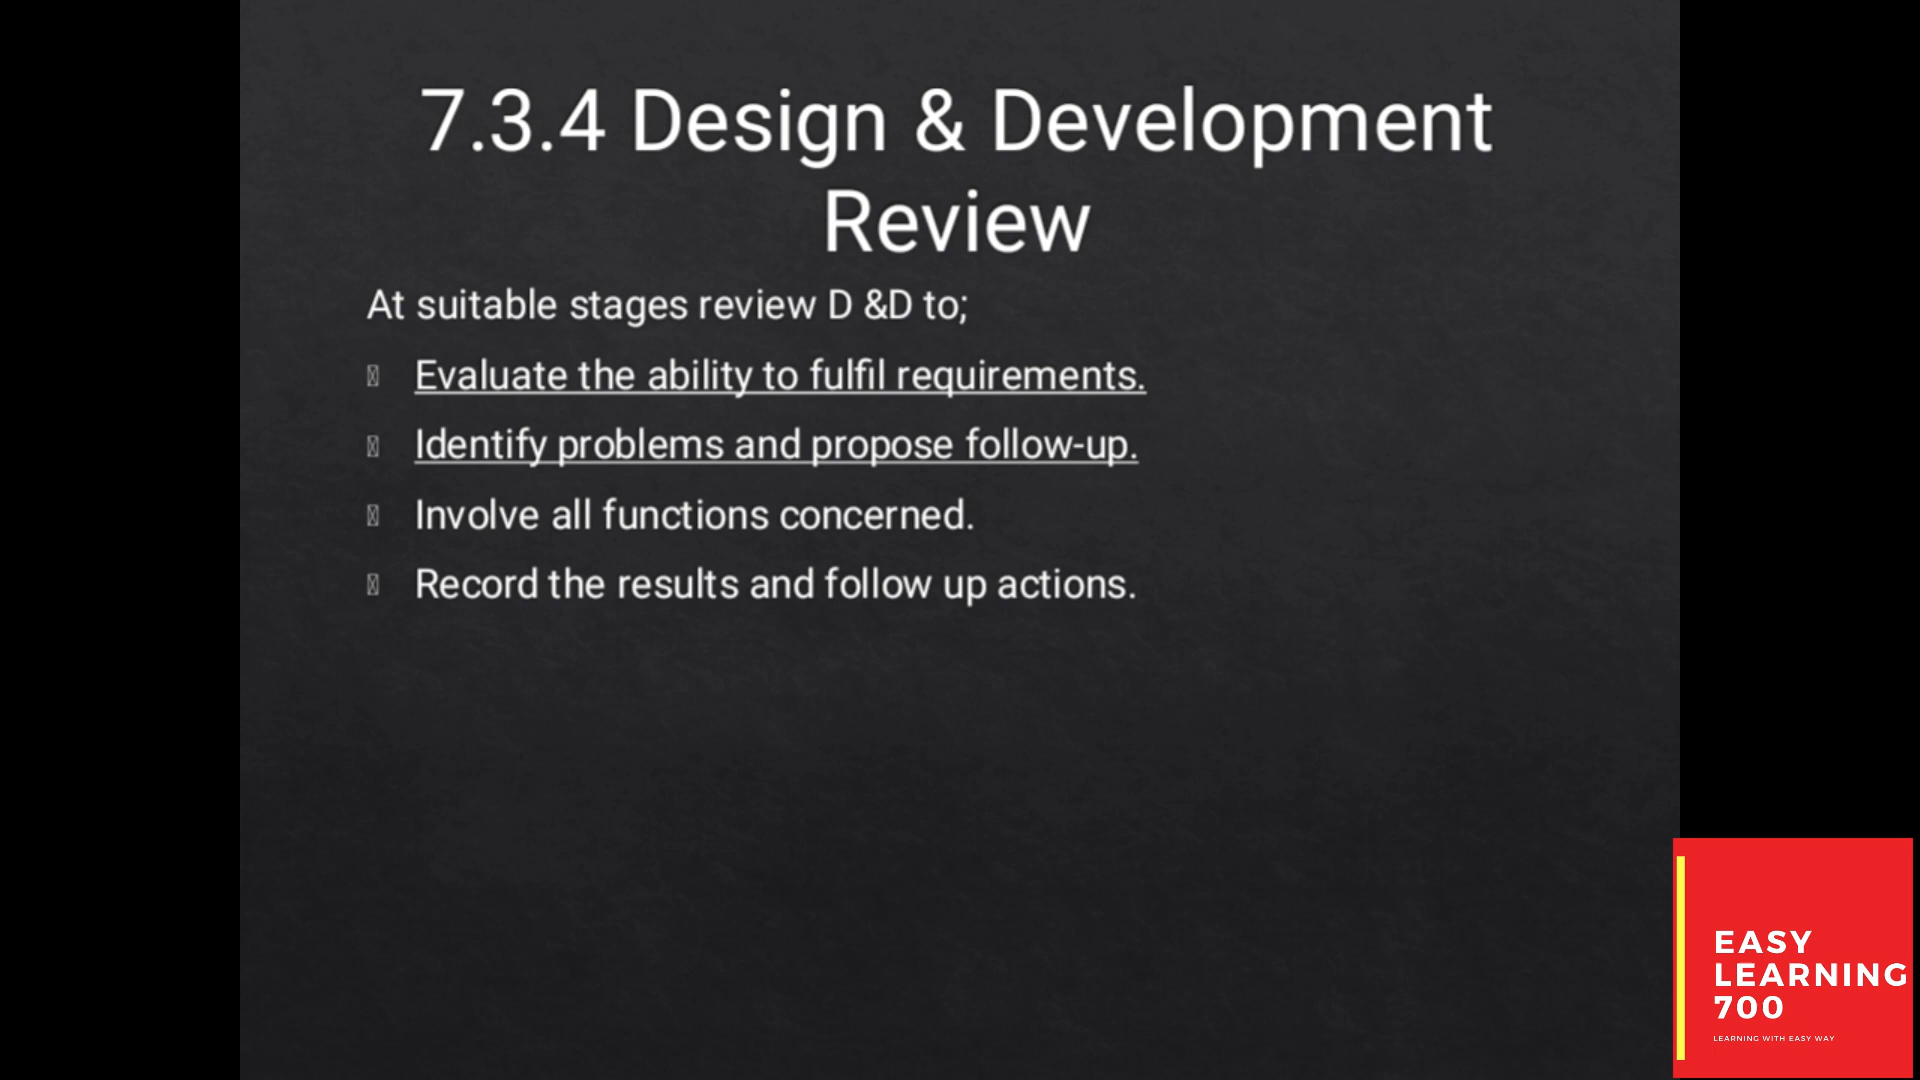 7.3.4 Design & Development
Review
At suitable stages review D &D to;
Evaluate the ability to fulfil requirements.
Identify problems and propose follow-up.
Involve all functions concerned.
Record the results and follow up actions.
EASY
LEARNING
700
LEARNING WITH EASY WAY